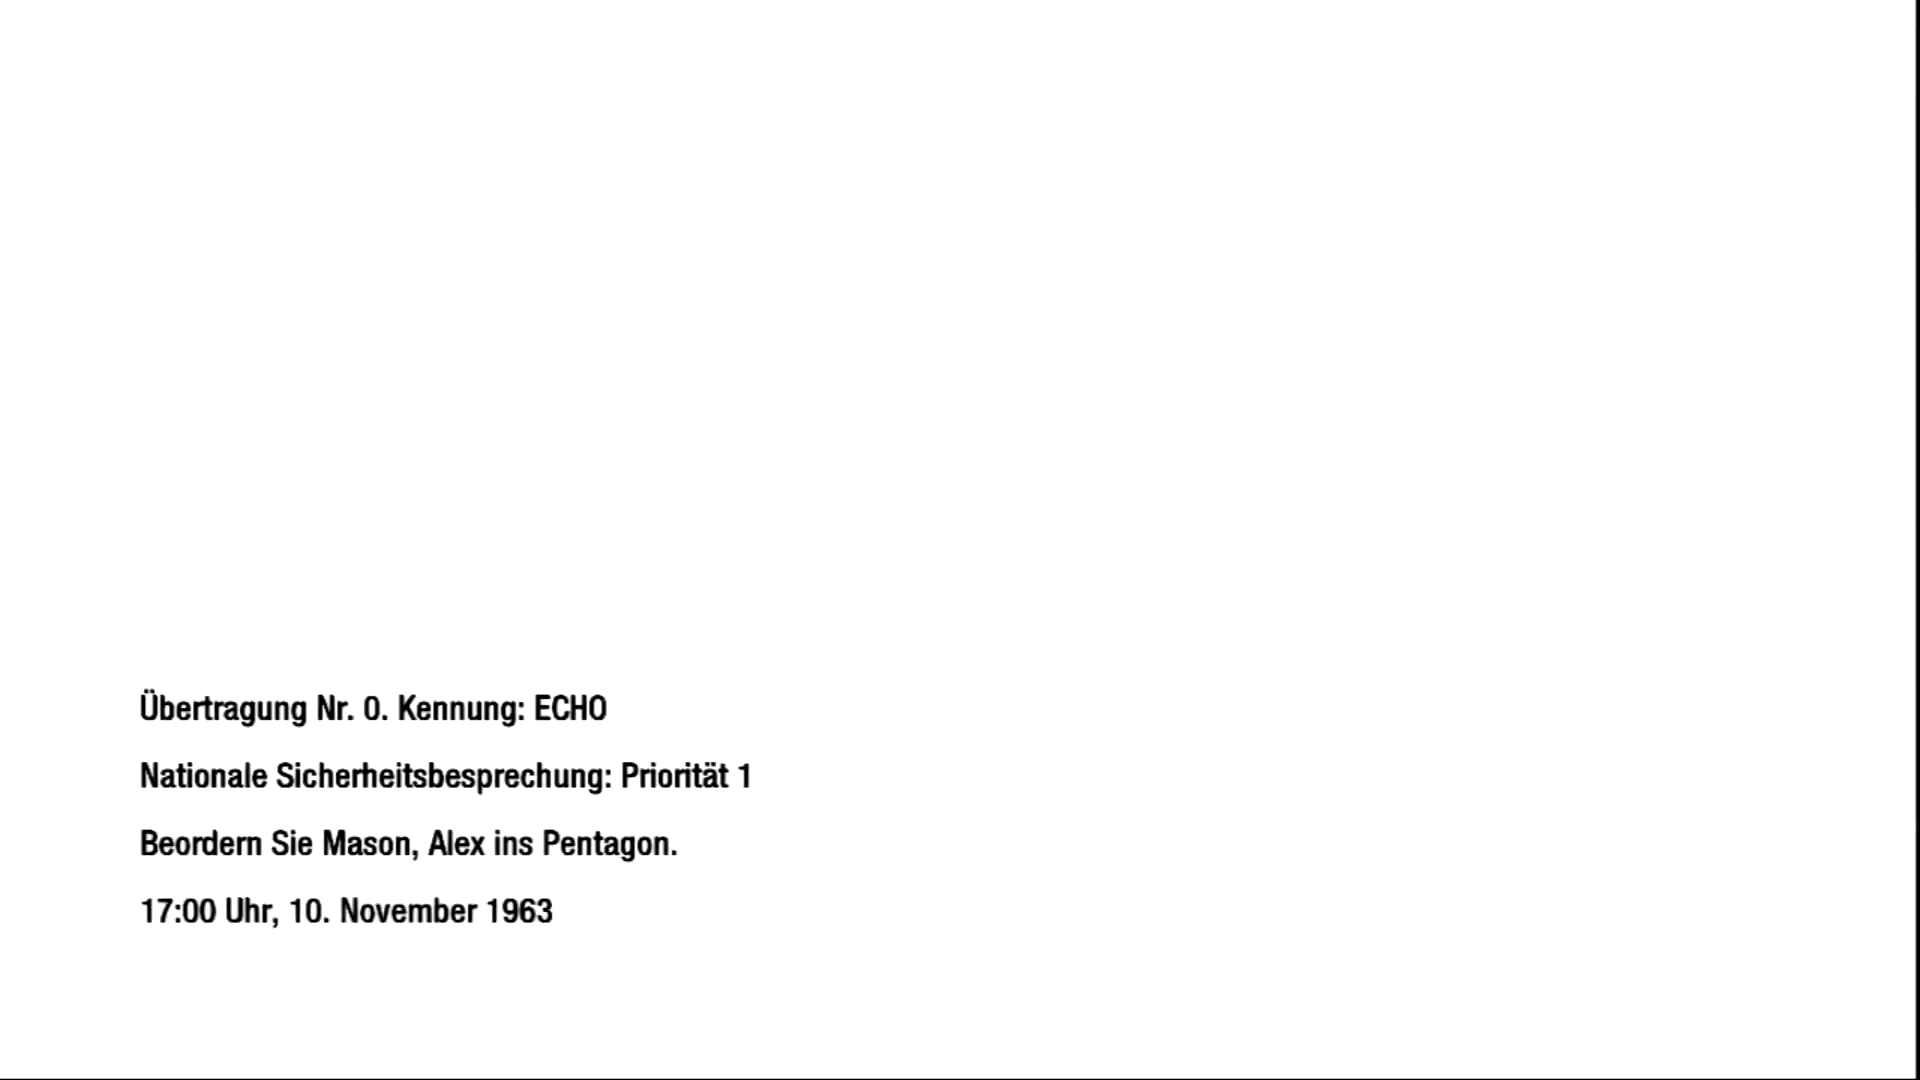 Übertragung Nr. 0. Kennung: ECHO
Nationale Sicherheitsbesprechung: Priorität 1
Beordern Sie Mason, Alex ins Pentagon.
17:00 Uhr, 10. November 1963